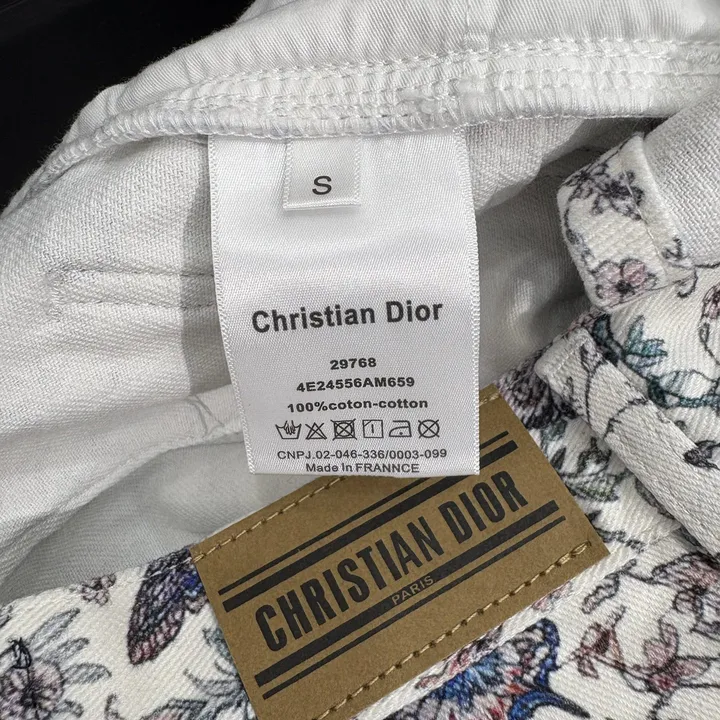 S
Christian Dior
29768
4E24556AM659
100%coton-cotton
CNPJ.02-046-336/0003-099
Made In FRANNCE
CHRISTIAN DIOR
PARIS